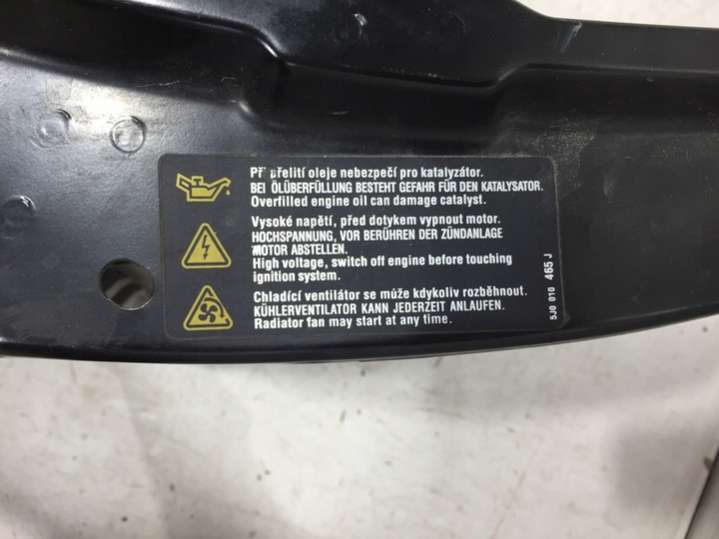 přelití oleje nebezpečí pro katalyzátor.
BEI ÖLÜBERFÜLLUNG BESTEHT GEFAHR FÜR DEN KATALYSATOR.
Overfilled engine oil can damage catalyst.
Vysoké napětí, před dotykem vypnout motor.
HOCHSPANNUNG, VOR BERÜHREN DER ZÜNDANLAGE
MOTOR ABSTELLEN.
High voltage, switch off engine before touching
ignition system.
Chladící ventilátor se může kdykoliv rozběhnout.
KÜHLERVENTILATOR KANN JEDERZEIT ANLAUFEN.
Radiator fan may start at any time.
5J0 010 465 J